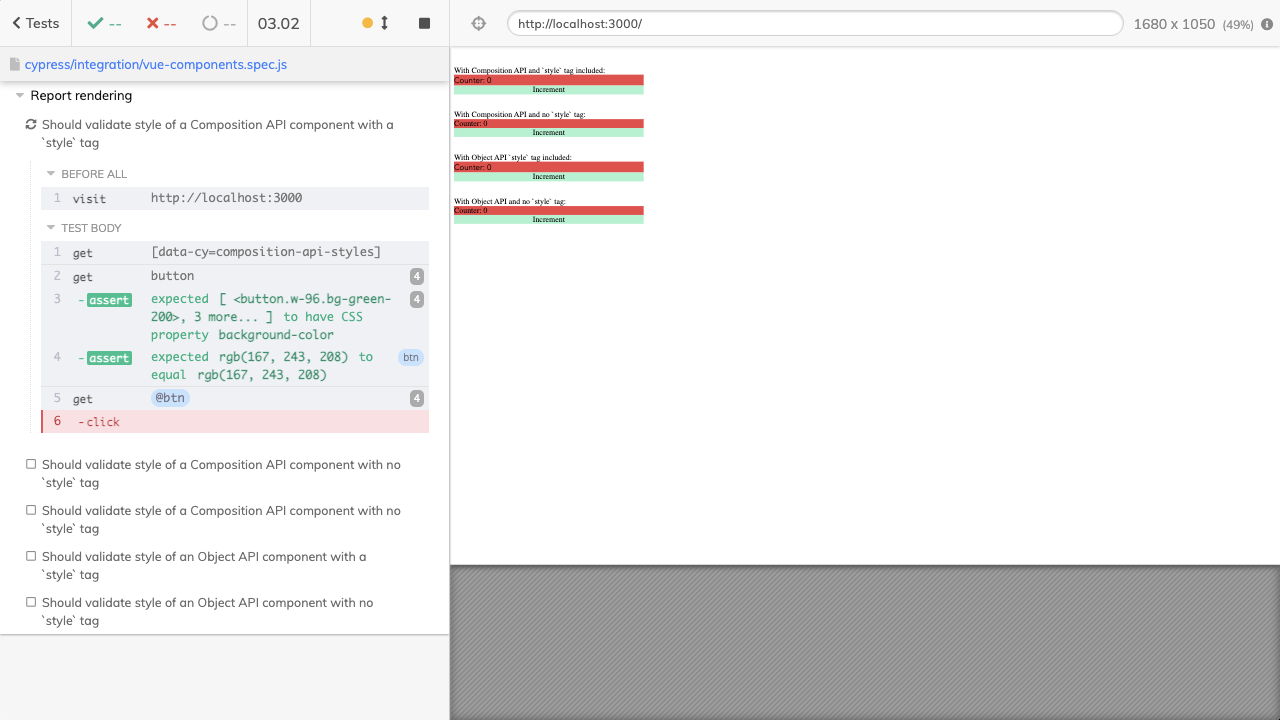 Tests
--
--
--
03.02
http://localhost:3000/
1680 x 1050 (49%)
cypress/integration/vue-components.spec.js
Report rendering
Should validate style of a Composition API component with a
`style` tag
BEFORE ALL
1 visit http://localhost:3000
TEST BODY
1 get [data-cy=composition-api-styles]
2 get button 4
3 -assert expected [ <button.w-96.bg-green-
200>, 3 more... ] to have CSS
property background-color
4
4 -assert expected rgb(167, 243, 208) to
equal rgb(167, 243, 208)
btn
5 get @btn 4
6 -click
Should validate style of a Composition API component with no
`style` tag
Should validate style of a Composition API component with no
`style` tag
Should validate style of an Object API component with a
`style` tag
Should validate style of an Object API component with no
`style` tag
With Composition API and `style` tag included:
Counter: 0
Increment
With Composition API and no `style` tag:
Counter: 0
Increment
With Object API `style` tag included:
Counter: 0
Increment
With Object API and no `style` tag:
Counter: 0
Increment